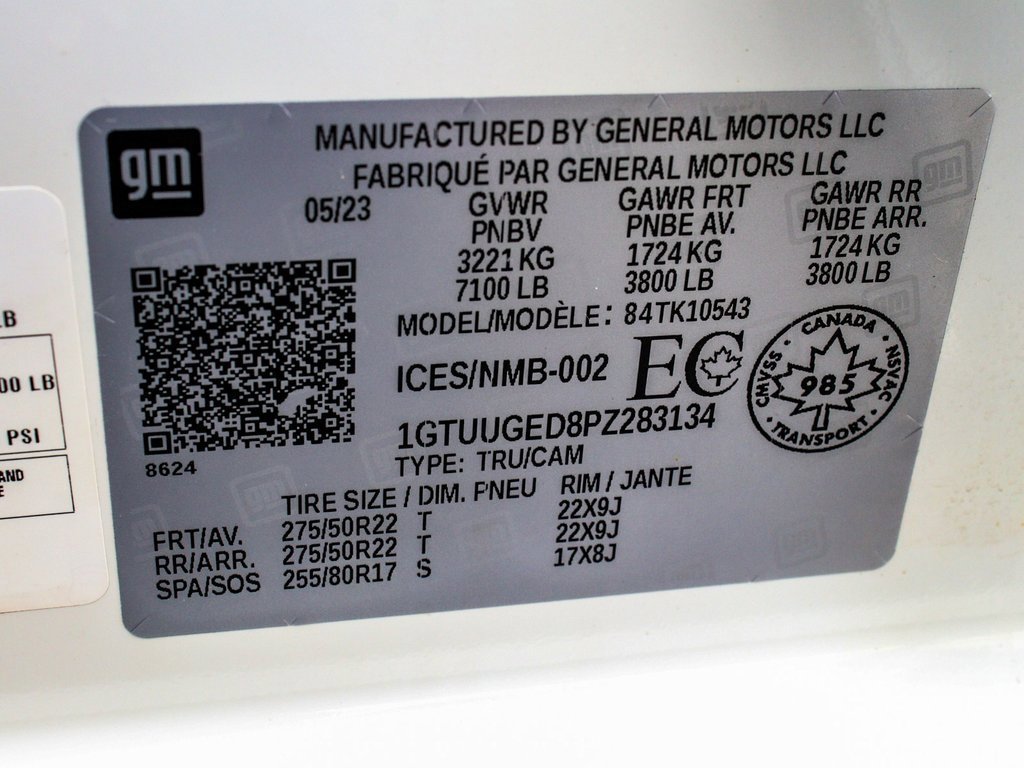 gm
MANUFACTURED BY GENERAL MOTORS LLC
FABRIQUÉ PAR GENERAL MOTORS LLC
05/23
GVWR
PNBV
3221 KG
7100 LB
GAWR FRT
PNBE AV.
1724 KG
3800 LB
GAWR RR
PNBE ARR.
1724 KG
3800 LB
MODEL/MODÈLE: 84TK10543
ICES/NMB-002
EC
CANADA
CMVSS
NSVAC
985
TRANSPORT
1GTUUGED8PZ283134
TYPE: TRU/CAM
8624
TIRE SIZE / DIM. PNEU RIM / JANTE
FRT/AV. 275/50R22 T 22X9J
RR/ARR. 275/50R22 T 22X9J
SPA/SOS 255/80R17 S 17X8J
LB
00 LB
PSI